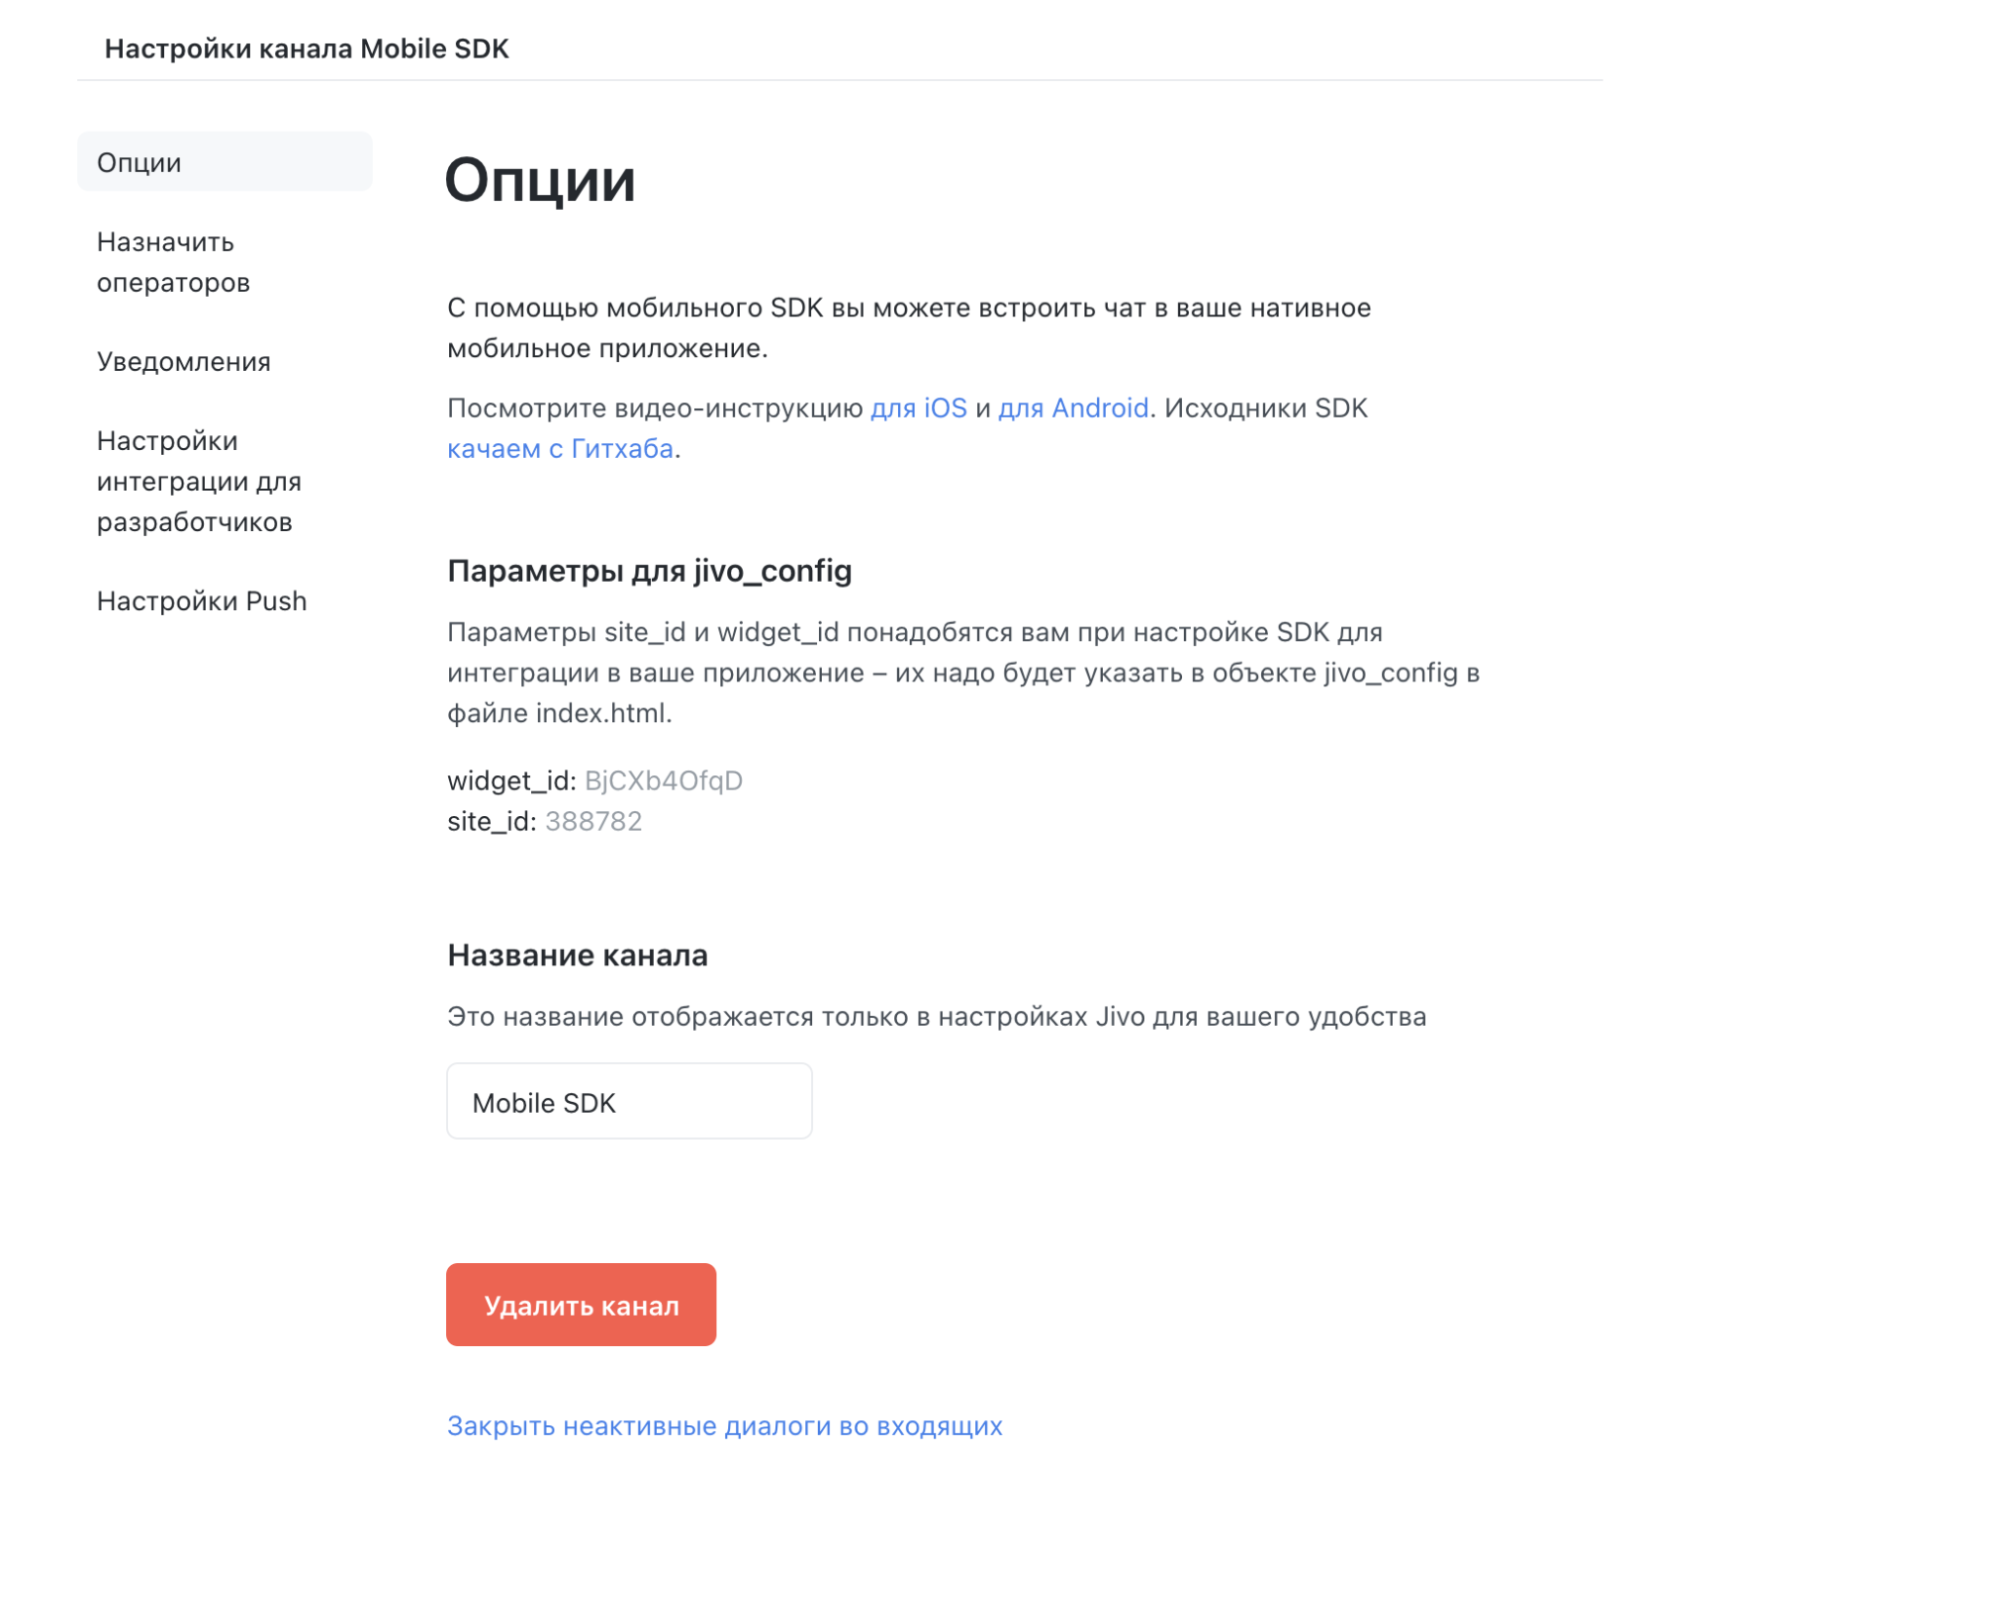 Настройки канала Mobile SDK
Опции
Назначить
операторов
Уведомления
Настройки
интеграции для
разработчиков
Настройки Push
Опции
С помощью мобильного SDK вы можете встроить чат в ваше нативное
мобильное приложение.
Посмотрите видео-инструкцию для iOS и для Android. Исходники SDK
качаем с Гитхаба.
Параметры для jivo_config
Параметры site_id и widget_id понадобятся вам при настройке SDK для
интеграции в ваше приложение – их надо будет указать в объекте jivo_config в
файле index.html.
widget_id: BjCXb4OfqD
site_id: 388782
Название канала
Это название отображается только в настройках Jivo для вашего удобства
Mobile SDK
Удалить канал
Закрыть неактивные диалоги во входящих